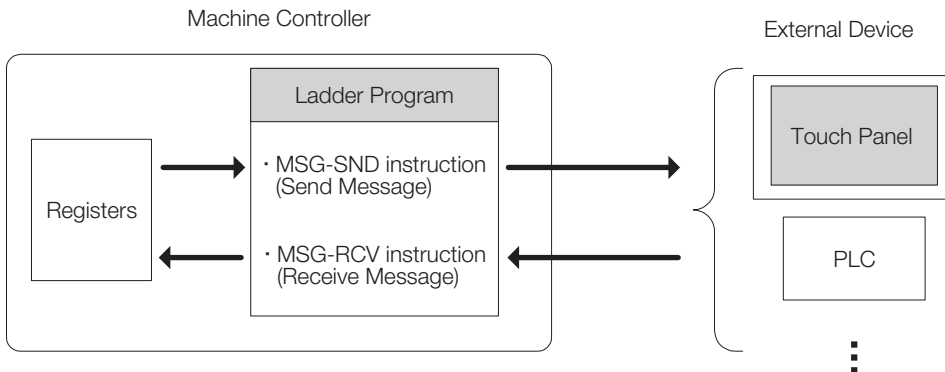 Machine Controller
External Device
Ladder Program
Touch Panel
・MSG-SND instruction
(Send Message)
Registers
・MSG-RCV instruction
(Receive Message)
PLC